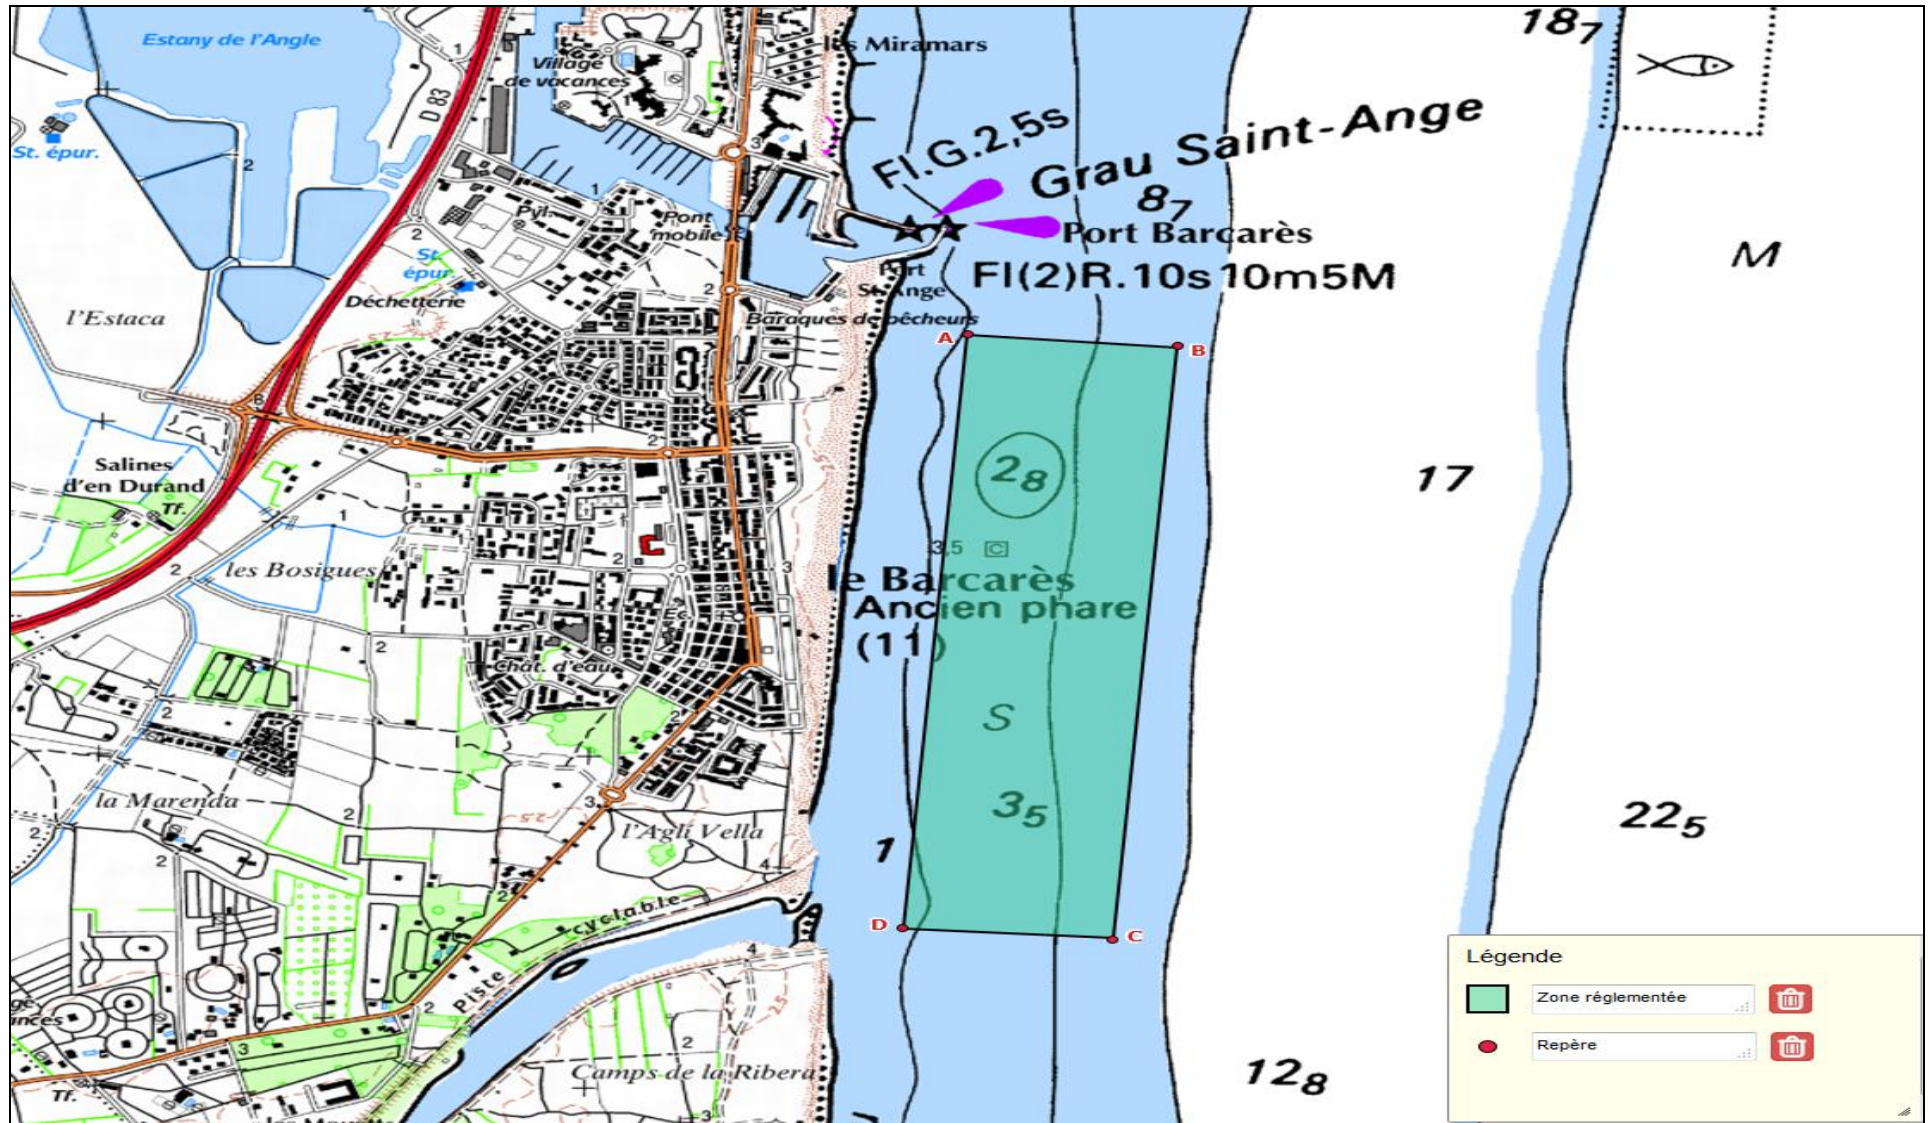 Estany de l'Angle
Village
de vacances
les Miramars
18₇
D 83
St. épur.
Fl.G.2,5s
Grau Saint-Ange
8₇
Port Barcarès
Fl(2)R.10s 10m5M
M
Pyl.
Pont
mobile
St.
épur.
Déchetterie
l'Estaca
Port
St-Ange
Baraques de pêcheurs
A
B
2₈
17
Salines
d'en Durand
Tf.
les Bosigues
3,5
C
le Barcarès
Ancien phare
(11)
Chât. d'eau
S
la Marenda
l'Aglí Vella
3₅
22₅
1
D
C
Piste cyclable
Camps de la Ribera
12₈
Tf.
Légende
Zone réglementée
Repère